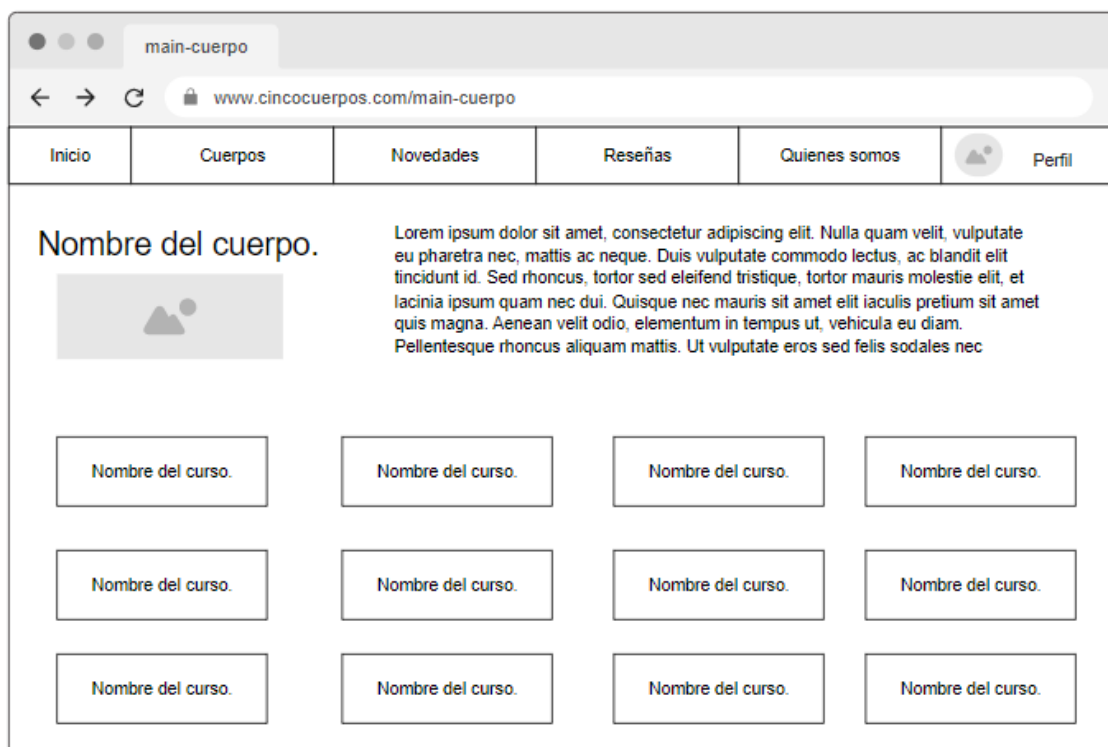 main-cuerpo
www.cincocuerpos.com/main-cuerpo
Inicio
Cuerpos
Novedades
Reseñas
Quienes somos
Perfil
Nombre del cuerpo.
Lorem ipsum dolor sit amet, consectetur adipiscing elit. Nulla quam velit, vulputate
eu pharetra nec, mattis ac neque. Duis vulputate commodo lectus, ac blandit elit
tincidunt id. Sed rhoncus, tortor sed eleifend tristique, tortor mauris molestie elit, et
lacinia ipsum quam nec dui. Quisque nec mauris sit amet elit iaculis pretium sit amet
quis magna. Aenean velit odio, elementum in tempus ut, vehicula eu diam.
Pellentesque rhoncus aliquam mattis. Ut vulputate eros sed felis sodales nec
Nombre del curso.
Nombre del curso.
Nombre del curso.
Nombre del curso.
Nombre del curso.
Nombre del curso.
Nombre del curso.
Nombre del curso.
Nombre del curso.
Nombre del curso.
Nombre del curso.
Nombre del curso.